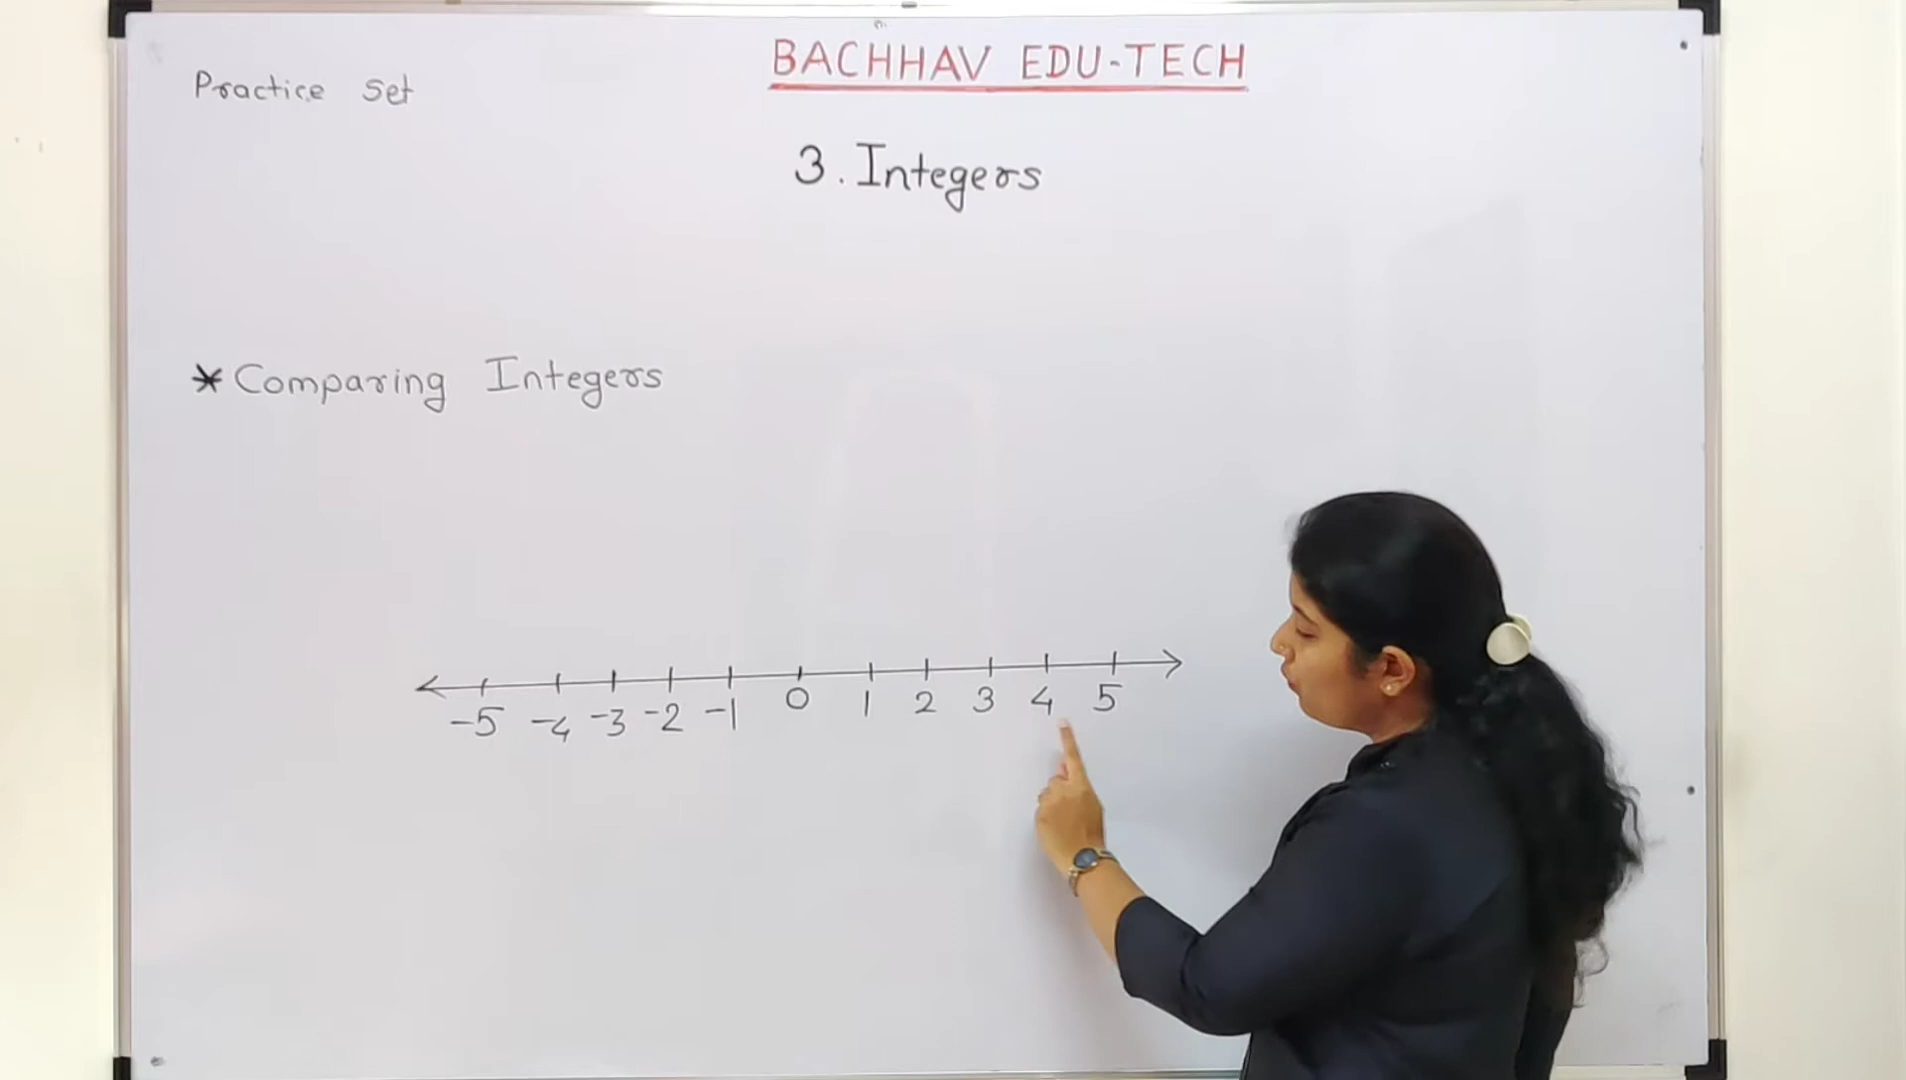 BACHHAV EDU-TECH
Practice Set
3. Integers
* Comparing Integers
-5 -4 -3 -2 -1 0 1 2 3 4 5